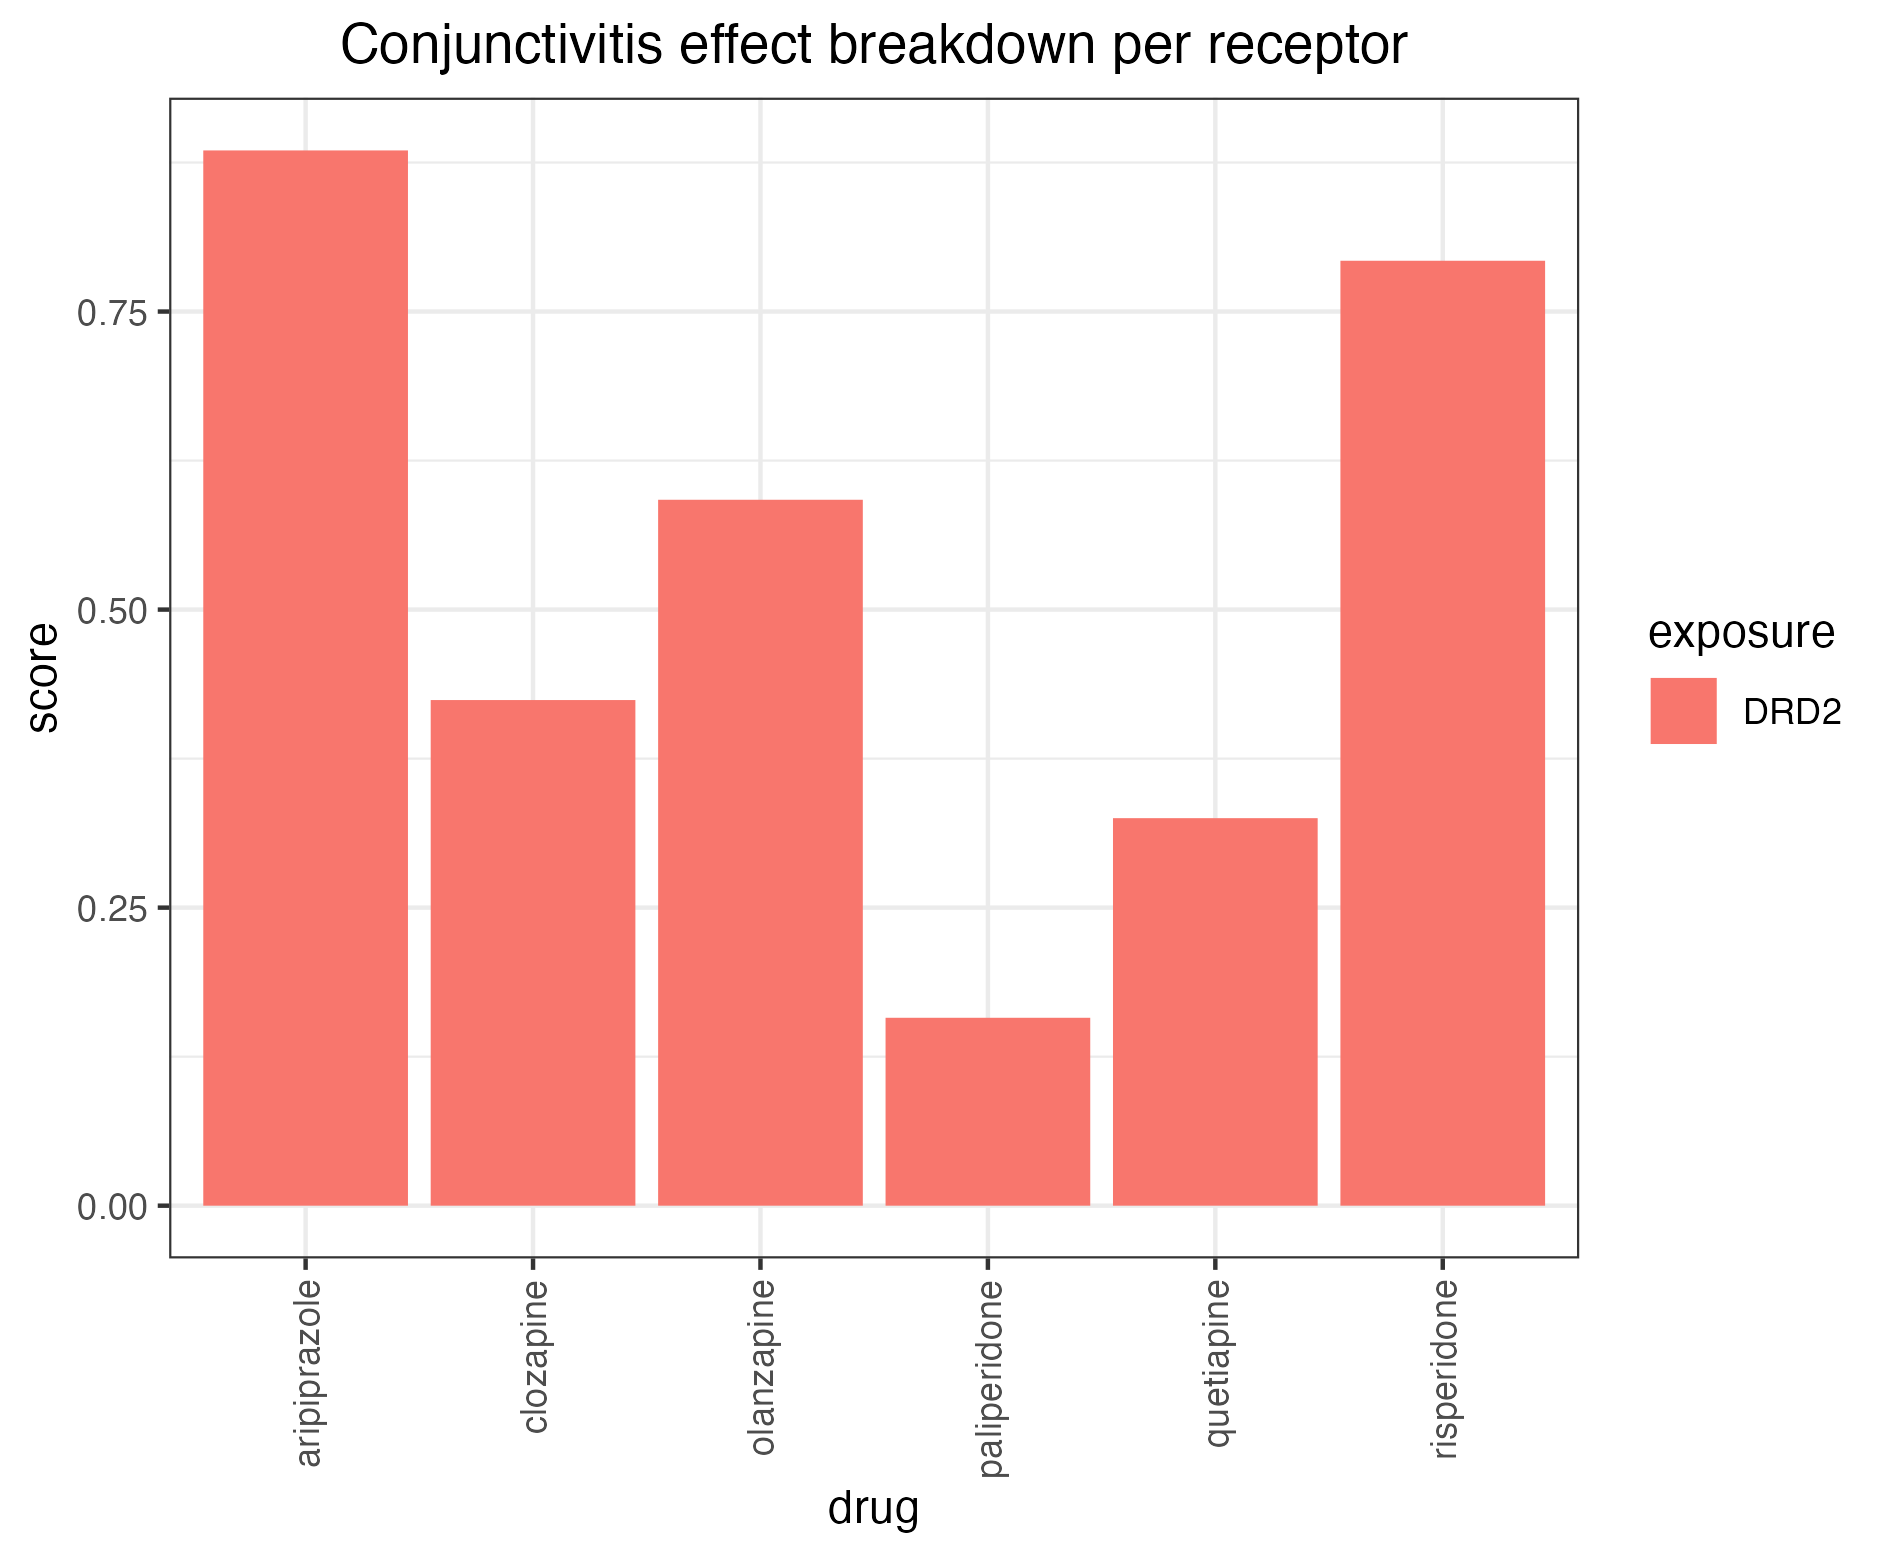 Conjunctivitis effect breakdown per receptor
score
0.75
0.50
0.25
0.00
aripiprazole
clozapine
olanzapine
paliperidone
quetiapine
risperidone
drug
exposure
DRD2